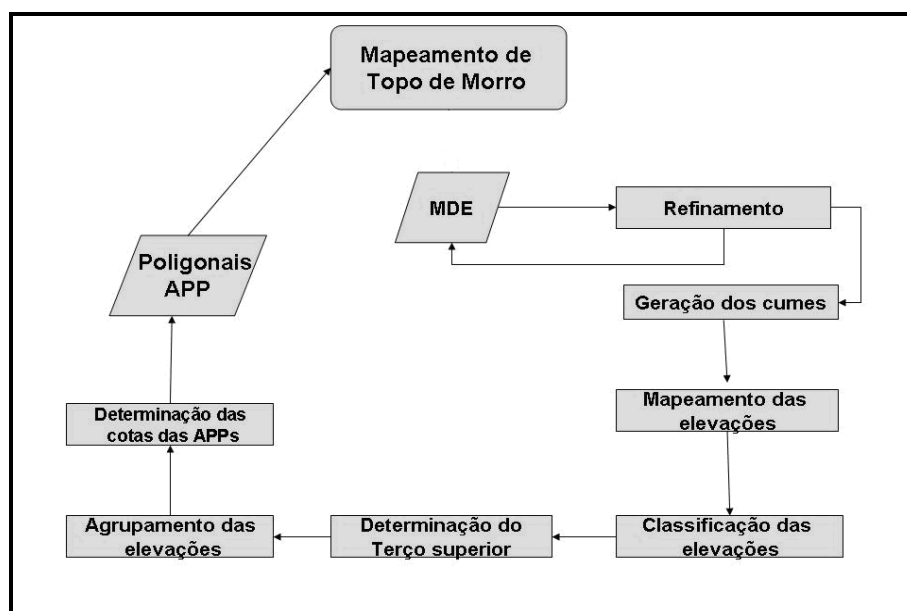 Mapeamento de
Topo de Morro
MDE
Refinamento
Poligonais
APP
Geração dos cumes
Mapeamento das
elevações
Determinação das
cotas das APPs
Agrupamento das
elevações
Determinação do
Terço superior
Classificação das
elevações